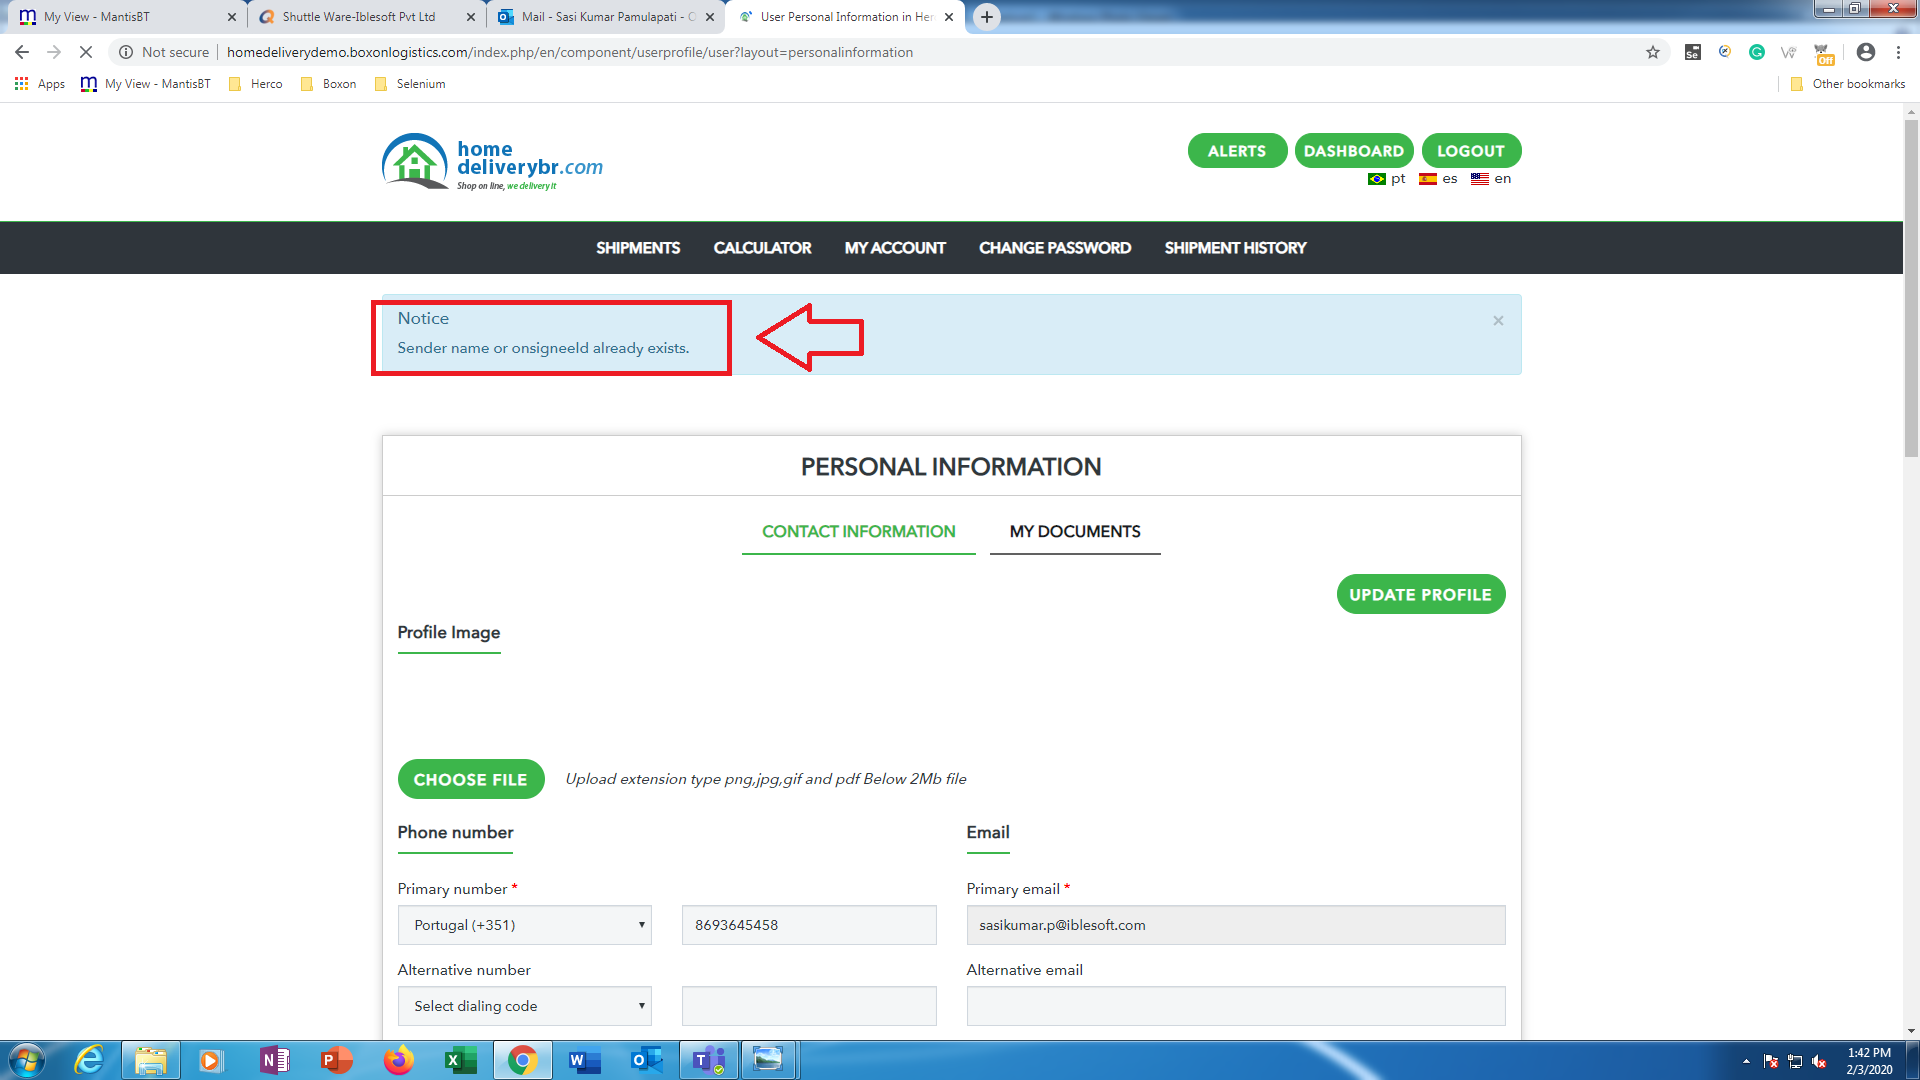 My View - MantisBT
Shuttle Ware-Iblesoft Pvt Ltd
Mail - Sasi Kumar Pamulapati - O
User Personal Information in Her
Not secure | homedeliverydemo.boxonlogistics.com/index.php/en/component/userprofile/user?layout=personalinformation
Se
Off
Apps
My View - MantisBT
Herco
Boxon
Selenium
Other bookmarks
home
deliverybr.com
Shop on line, we delivery it
ALERTS
DASHBOARD
LOGOUT
pt es en
SHIPMENTS
CALCULATOR
MY ACCOUNT
CHANGE PASSWORD
SHIPMENT HISTORY
Notice
Sender name or onsigneeId already exists.
×
PERSONAL INFORMATION
CONTACT INFORMATION
MY DOCUMENTS
UPDATE PROFILE
Profile Image
CHOOSE FILE
Upload extension type png,jpg,gif and pdf Below 2Mb file
Phone number
Email
Primary number *
Primary email *
Portugal (+351)
8693645458
sasikumar.p@iblesoft.com
Alternative number
Alternative email
Select dialing code
1:42 PM
2/3/2020